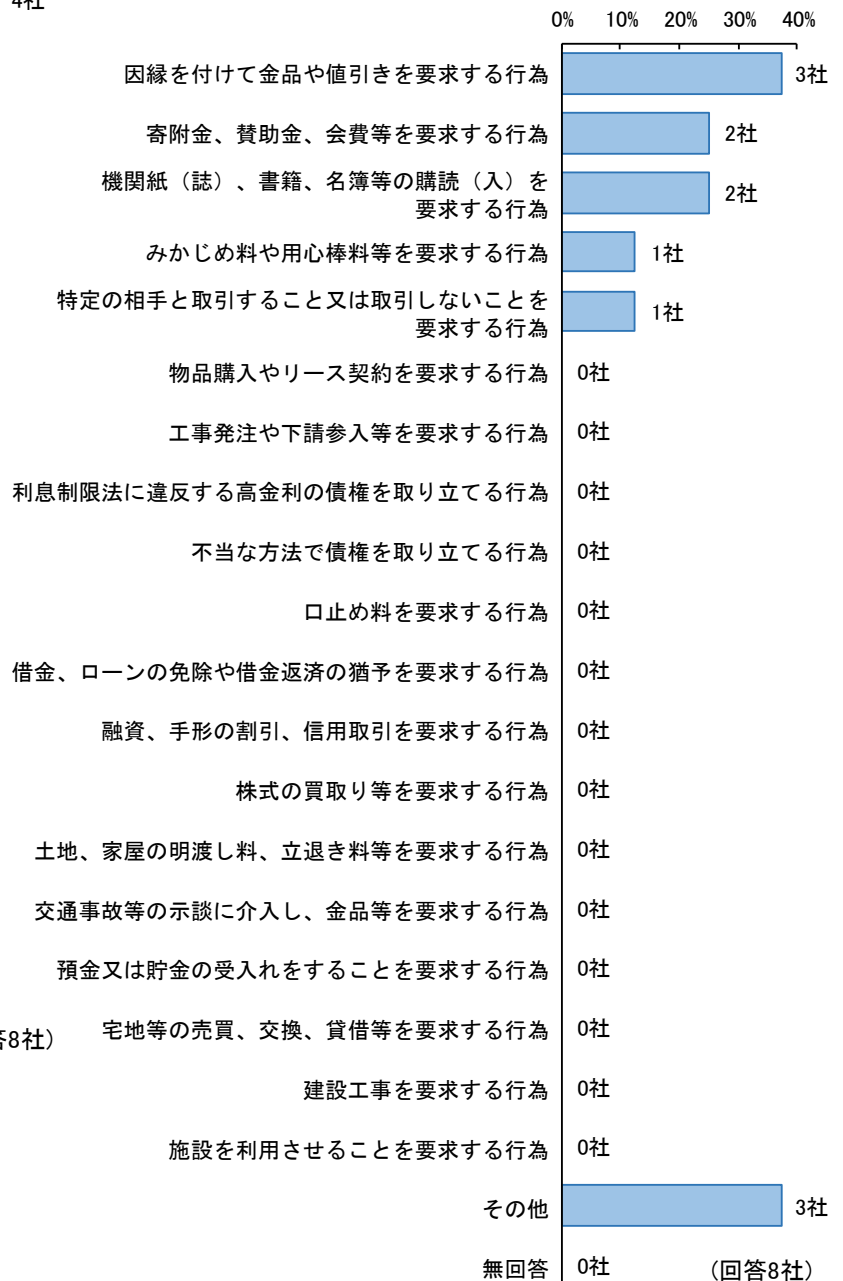 4社
0% 10% 20% 30% 40%
因縁を付けて金品や値引きを要求する行為 3社
寄附金、賛助金、会費等を要求する行為 2社
機関紙（誌）、書籍、名簿等の購読（入）を
要求する行為 2社
みかじめ料や用心棒料等を要求する行為 1社
特定の相手と取引すること又は取引しないことを
要求する行為 1社
物品購入やリース契約を要求する行為 0社
工事発注や下請参入等を要求する行為 0社
利息制限法に違反する高金利の債権を取り立てる行為 0社
不当な方法で債権を取り立てる行為 0社
口止め料を要求する行為 0社
借金、ローンの免除や借金返済の猶予を要求する行為 0社
融資、手形の割引、信用取引を要求する行為 0社
株式の買取り等を要求する行為 0社
土地、家屋の明渡し料、立退き料等を要求する行為 0社
交通事故等の示談に介入し、金品等を要求する行為 0社
預金又は貯金の受入れをすることを要求する行為 0社
答8社）
宅地等の売買、交換、貸借等を要求する行為 0社
建設工事を要求する行為 0社
施設を利用させることを要求する行為 0社
その他 3社
無回答 0社 （回答8社）